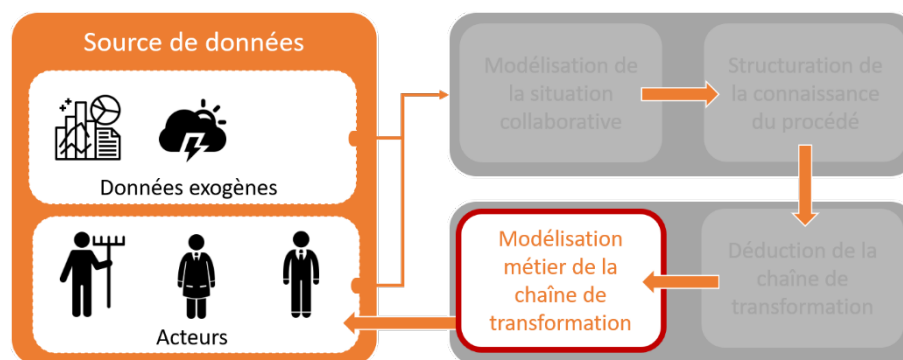 Source de données
Données exogènes
Acteurs
Modélisation de
la situation
collaborative
Structuration de
la connaissance
du procédé
Modélisation
métier de la
chaîne de
transformation
Déduction de la
chaîne de
transformation